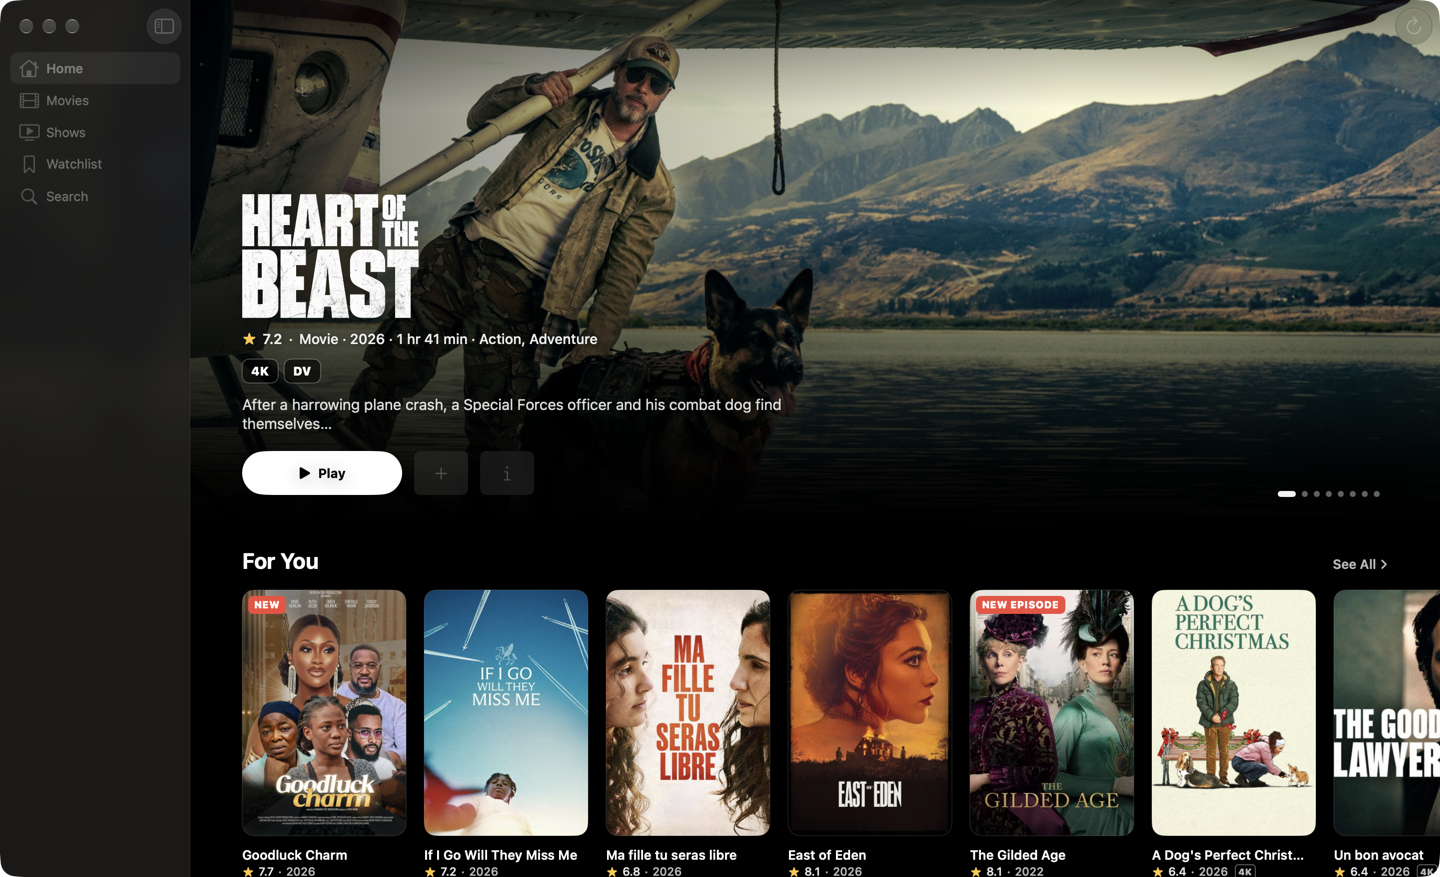 Home
Movies
Shows
Watchlist
Search
HEART OF THE
BEAST
7.2 · Movie · 2026 · 1 hr 41 min · Action, Adventure
4K DV
After a harrowing plane crash, a Special Forces officer and his combat dog find
themselves...
Play
For You
See All
NEW
Goodluck
charm
IF I GO
WILL THEY
MISS ME
MA
FILLE
TU
SERAS
LIBRE
EAST OF EDEN
NEW EPISODE
THE
GILDED AGE
A DOG'S
PERFECT
CHRISTMAS
THE GOOD
LAWYER
Goodluck Charm
7.7 · 2026
If I Go Will They Miss Me
7.2 · 2026
Ma fille tu seras libre
6.8 · 2026
East of Eden
8.1 · 2026
The Gilded Age
8.1 · 2022
A Dog's Perfect Christ...
6.4 · 2026 4K
Un bon avocat
6.4 · 2026 4K